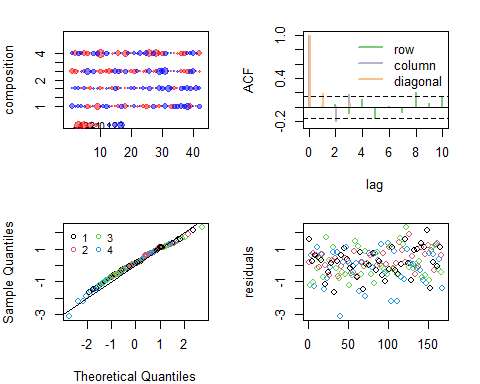 composition
4
2
1
10 20 30 40
ACF
1.0
0.4
-0.2
row
column
diagonal
0 2 4 6 8 10
lag
Sample Quantiles
1
-1
-3
1 3
2 4
-2 -1 0 1 2
Theoretical Quantiles
residuals
1
-1
-3
0 50 100 150